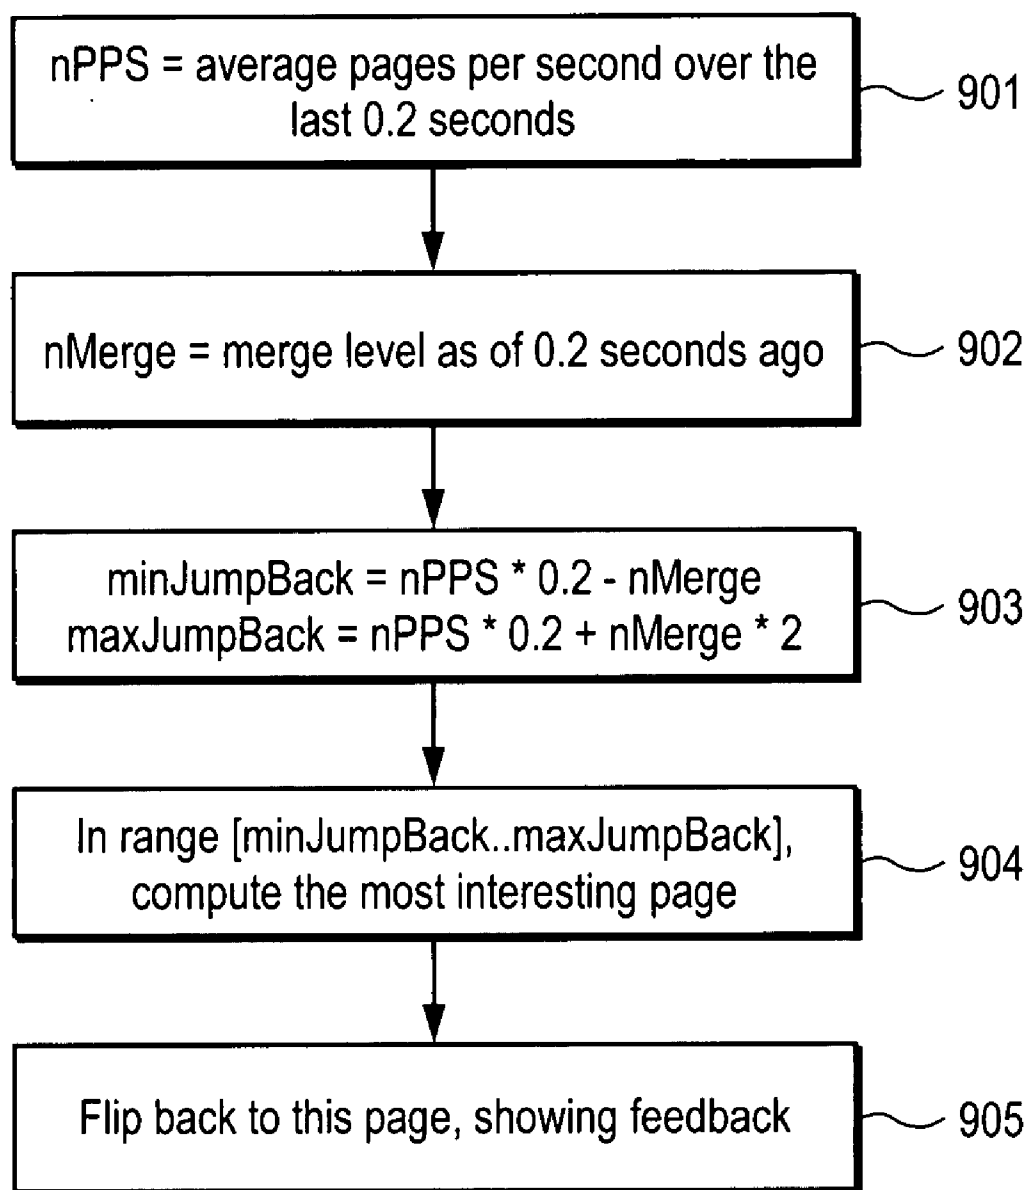 nPPS = average pages per second over the
last 0.2 seconds
901
nMerge = merge level as of 0.2 seconds ago
902
minJumpBack = nPPS * 0.2 - nMerge
maxJumpBack = nPPS * 0.2 + nMerge * 2
903
In range [minJumpBack..maxJumpBack],
compute the most interesting page
904
Flip back to this page, showing feedback
905